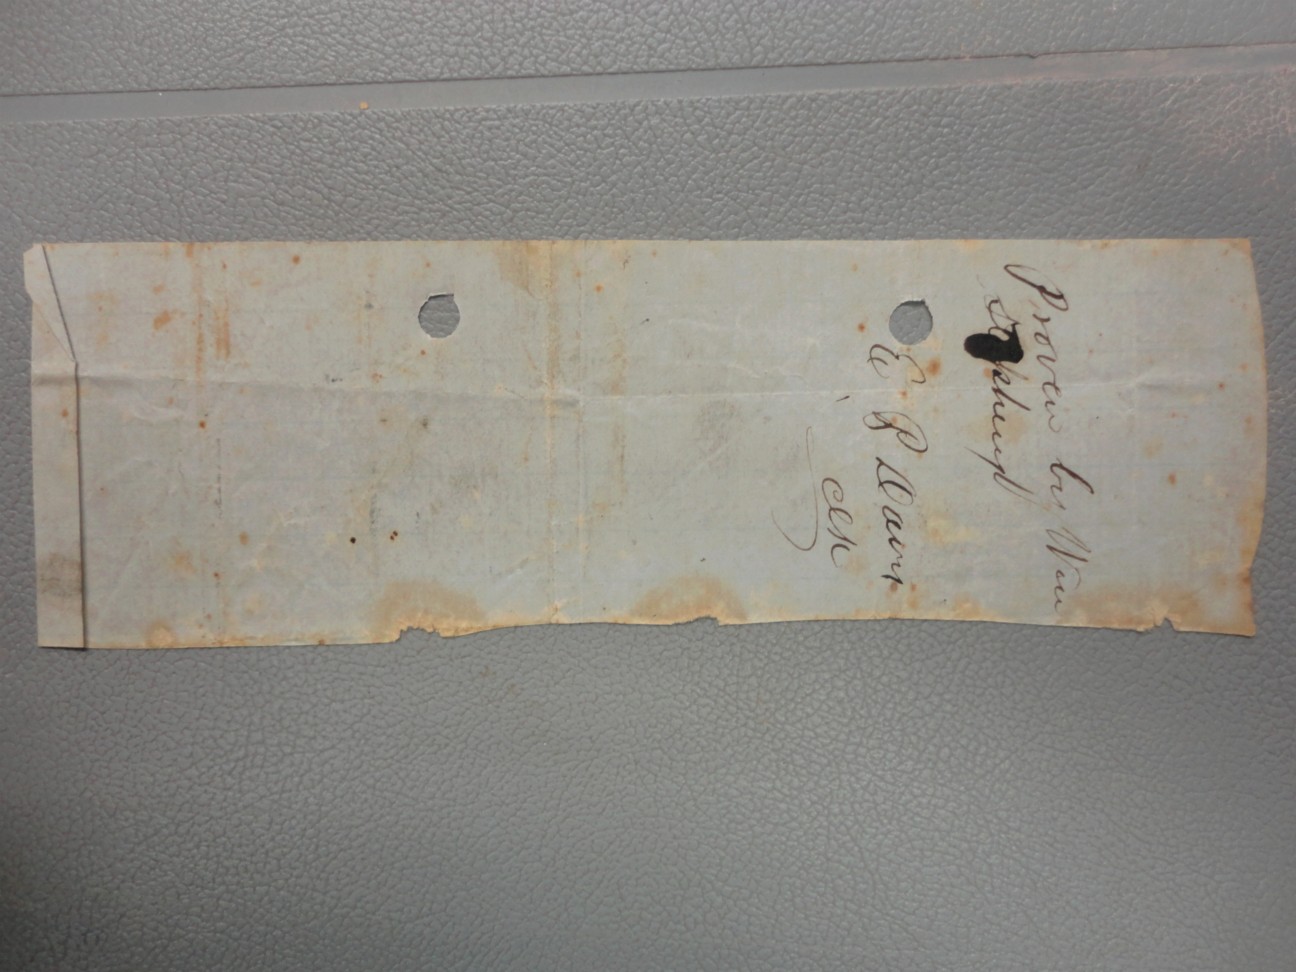 Proven by Wm
E P Davis
Clk